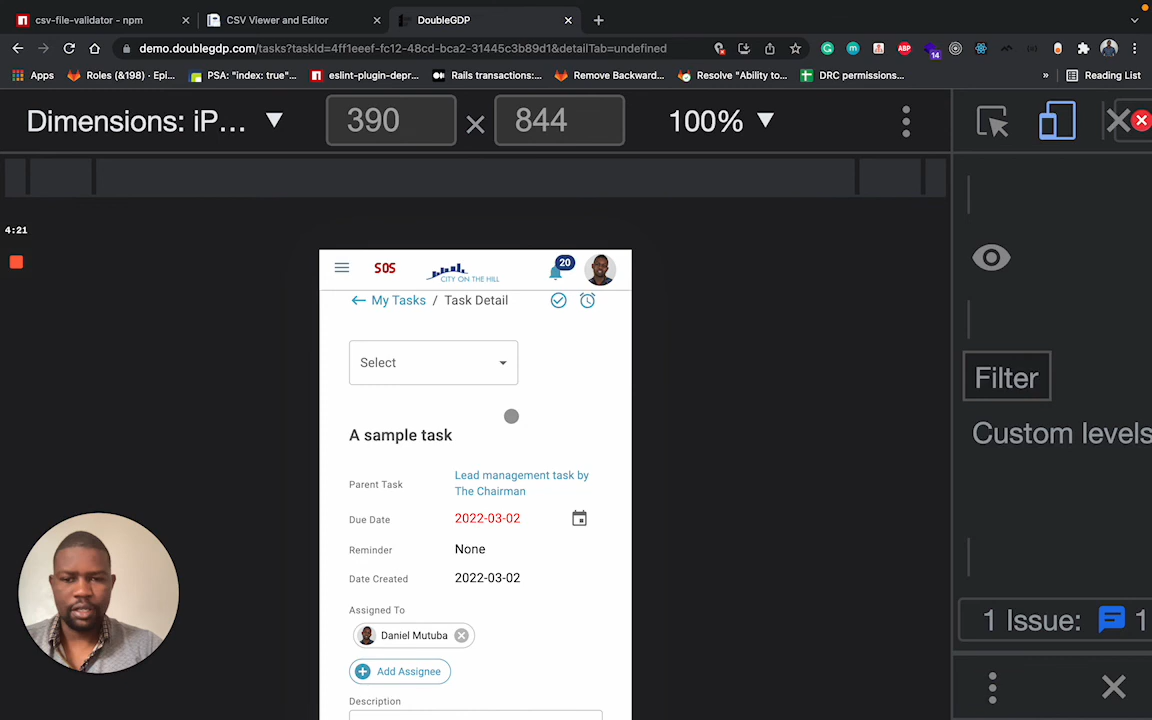 csv-file-validator - npm
CSV Viewer and Editor
DoubleGDP
demo.doublegdp.com/tasks?taskId=4ff1eeef-fc12-48cd-bca2-31445c3b89d1&detailTab=undefined
ABP
14
Apps
Roles (&198) · Epi...
PSA: "index: true"...
eslint-plugin-depr...
Rails transactions:...
Remove Backward...
Resolve "Ability to...
DRC permissions...
»
Reading List
Dimensions: iP...
390
844
100%
4:21
SOS
CITY ON THE HILL
20
My Tasks / Task Detail
Select
A sample task
Parent Task
Lead management task by
The Chairman
Due Date
2022-03-02
Reminder
None
Date Created
2022-03-02
Assigned To
Daniel Mutuba
Add Assignee
Description
Filter
Custom levels
1 Issue:
1